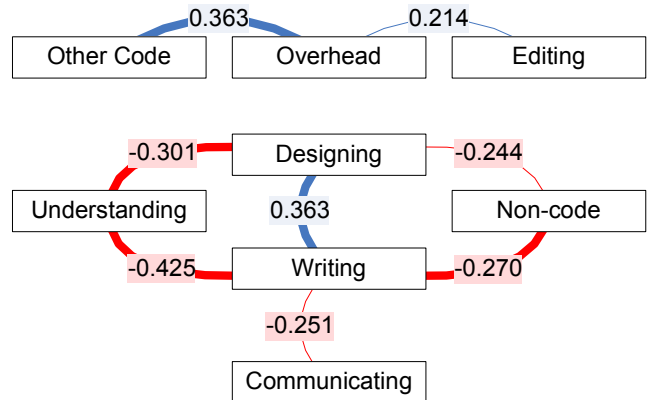 0.363 0.214
Other Code Overhead Editing
Designing
-0.301 -0.244
Understanding 0.363 Non-code
-0.425 Writing -0.270
-0.251
Communicating